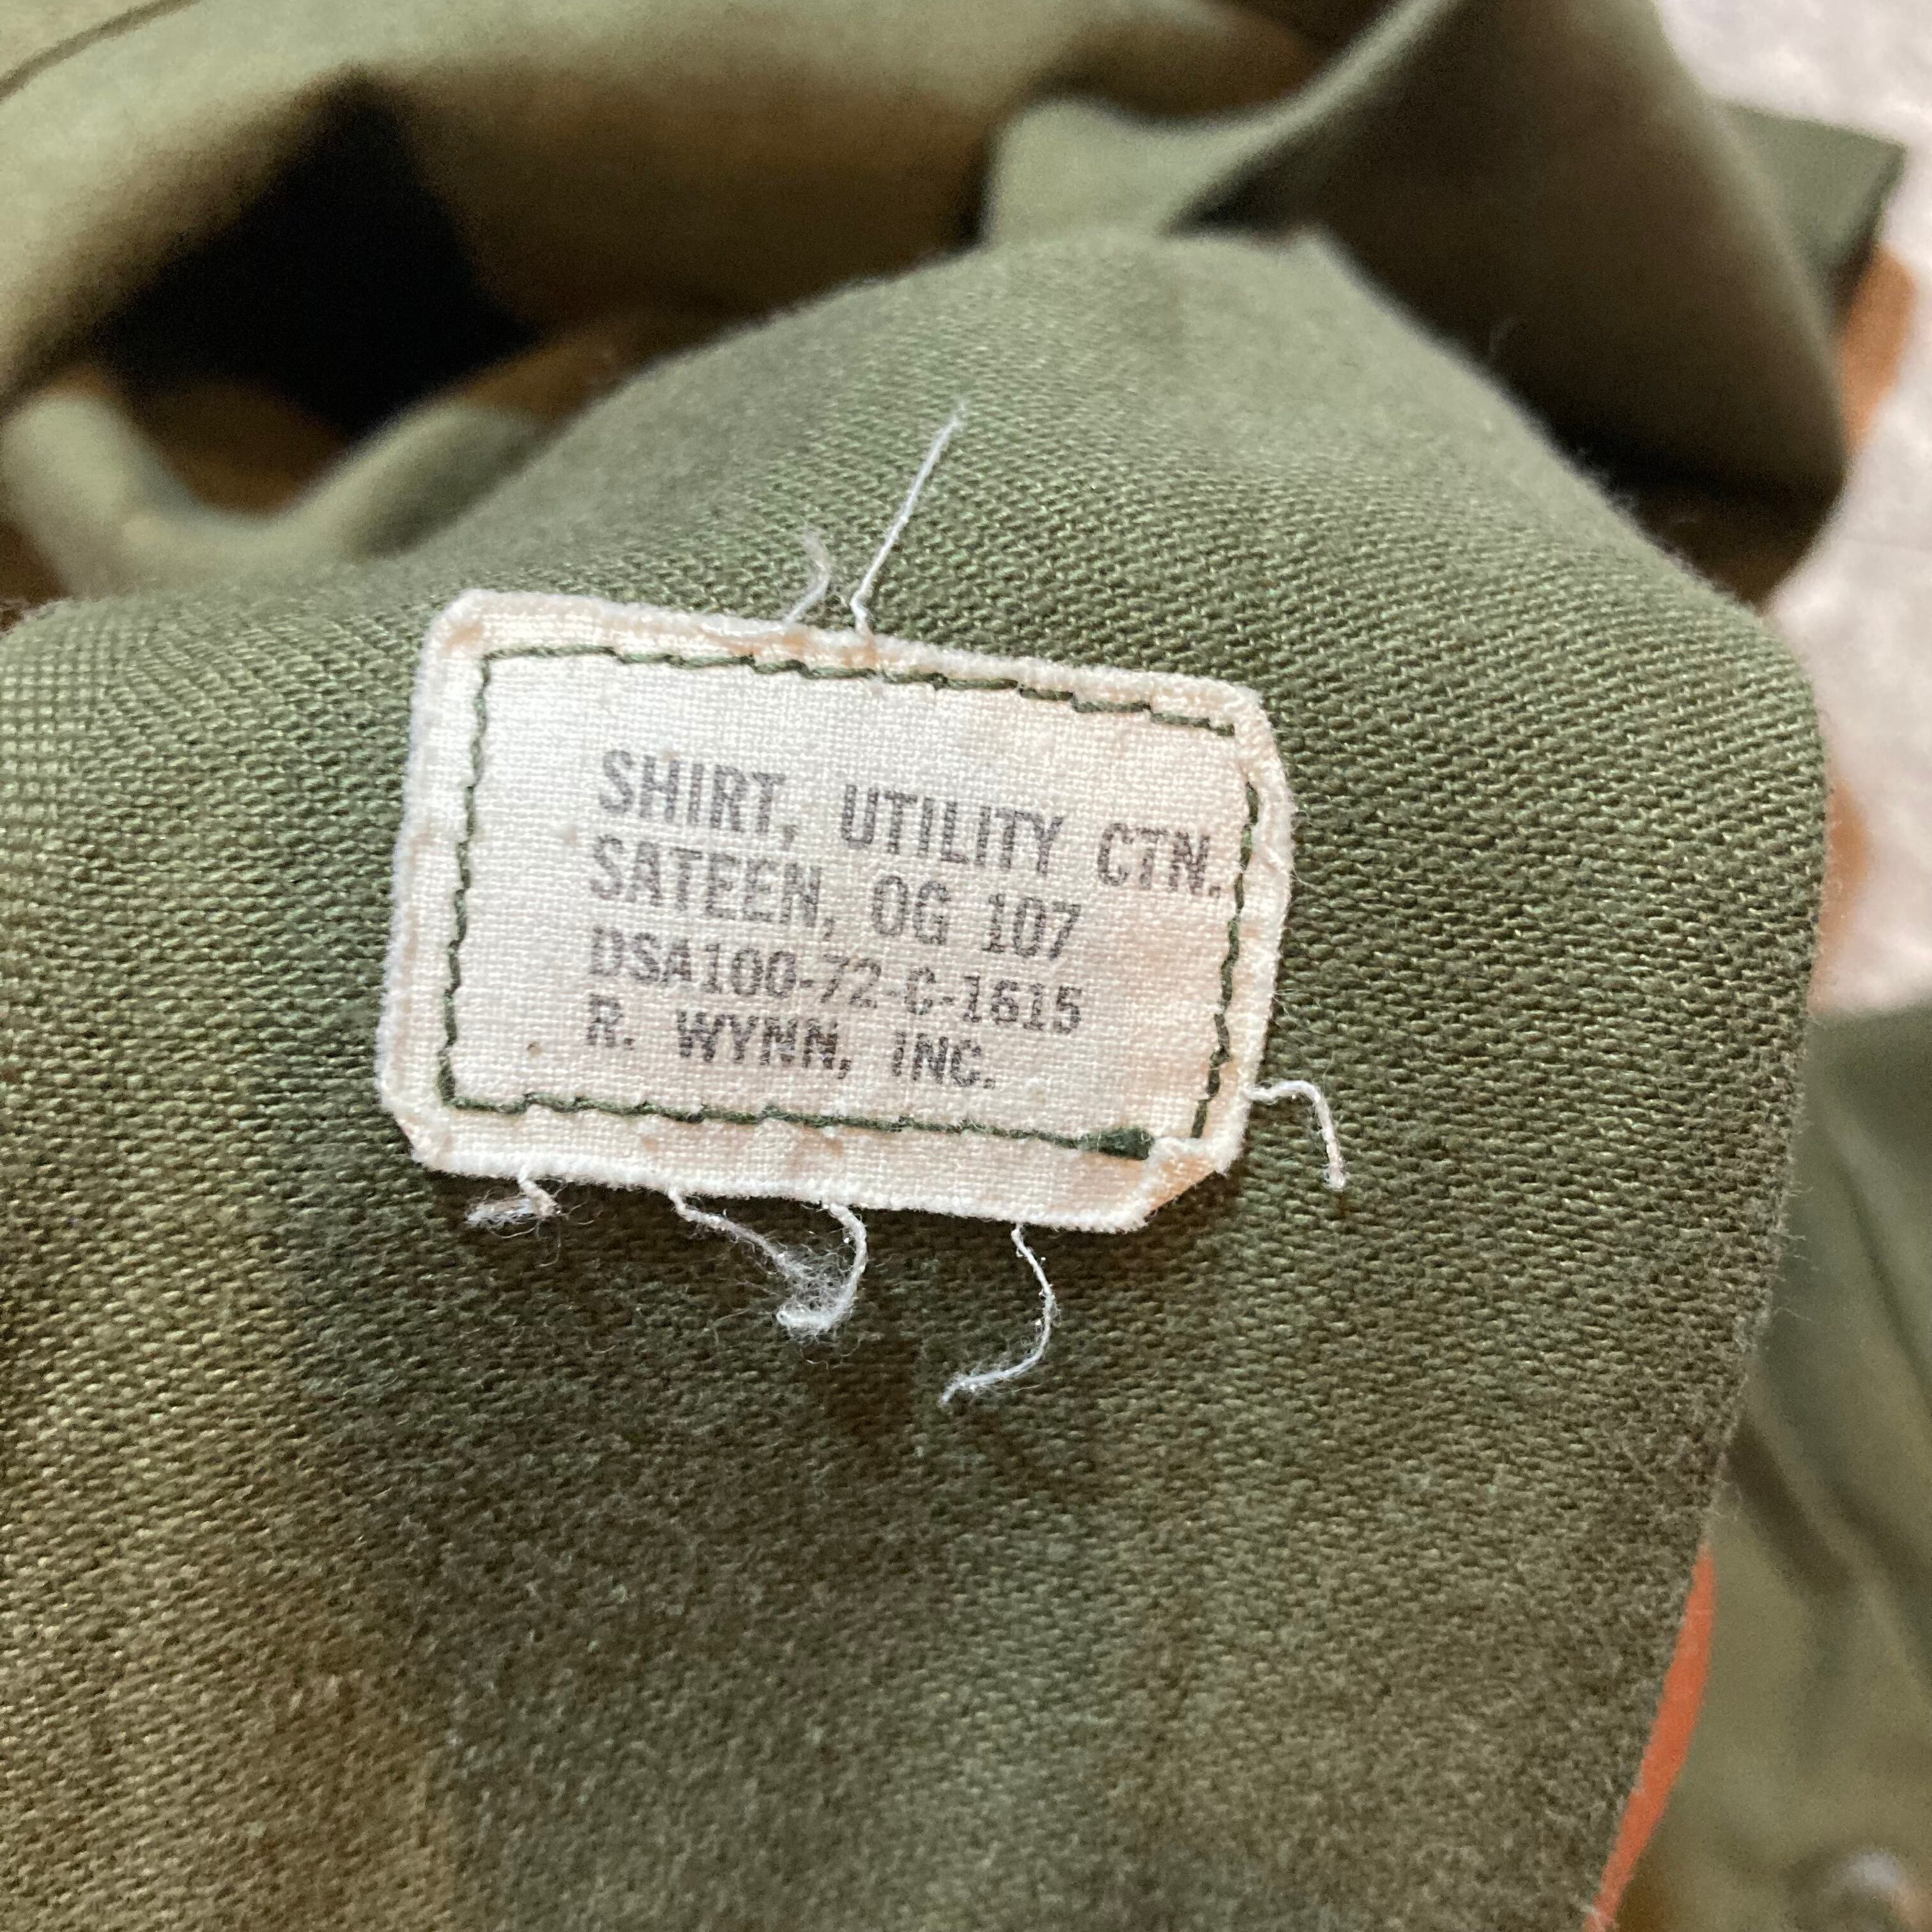 SHIRT, UTILITY CTN.
SATEEN, OG 107
DSA100-72-C-1615
R. WYNN, INC.